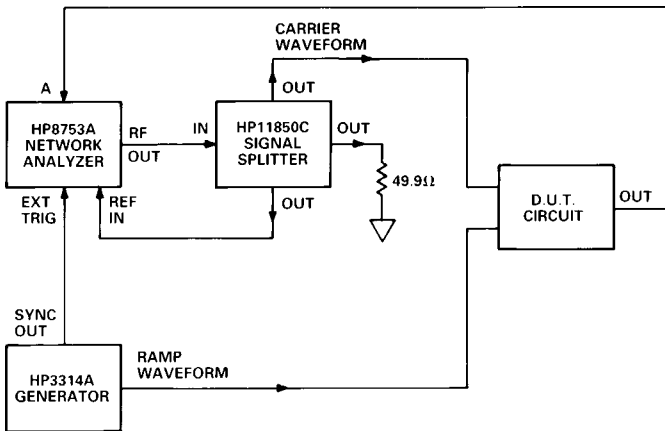 CARRIER
WAVEFORM
A
OUT
HP8753A
NETWORK
ANALYZER
RF
OUT
IN
HP11850C
SIGNAL
SPLITTER
OUT
49.9Ω
EXT
TRIG
REF
IN
OUT
D.U.T.
CIRCUIT
OUT
SYNC
OUT
HP3314A
GENERATOR
RAMP
WAVEFORM